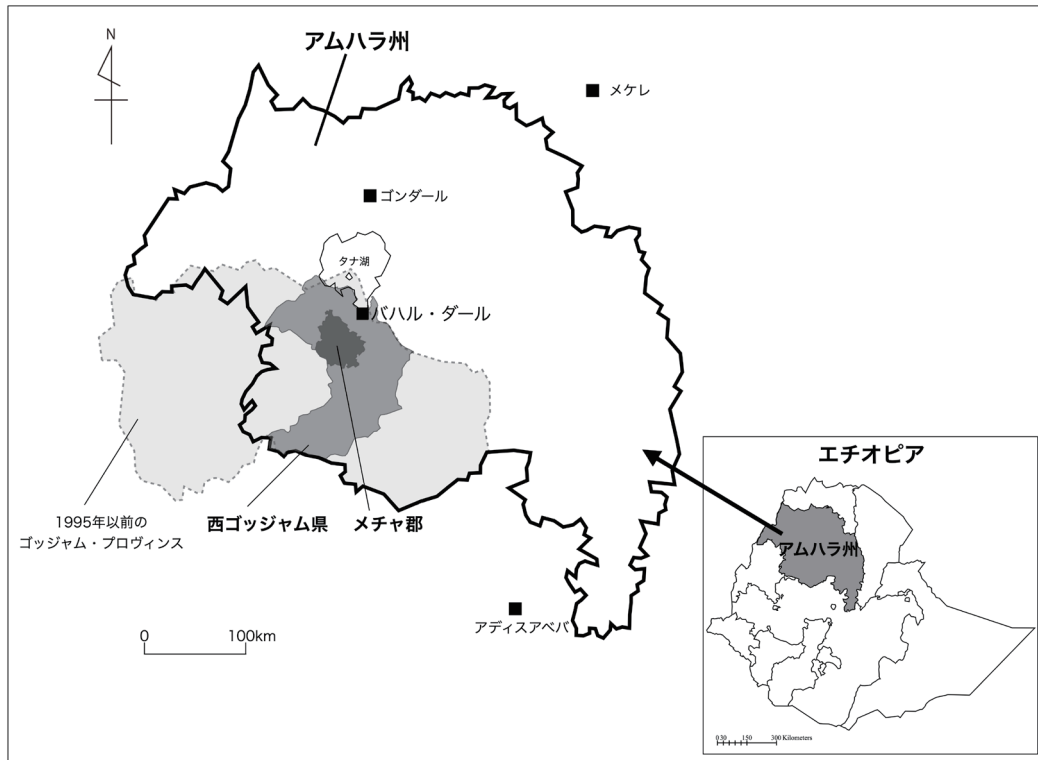 N
アムハラ州
メケレ
ゴンダール
タナ湖
バハル・ダール
1995年以前の
ゴッジャム・プロヴィンス
西ゴッジャム県
メチャ郡
アディスアベバ
0 100km
エチオピア
アムハラ州
0 30 150 300 Kilometers